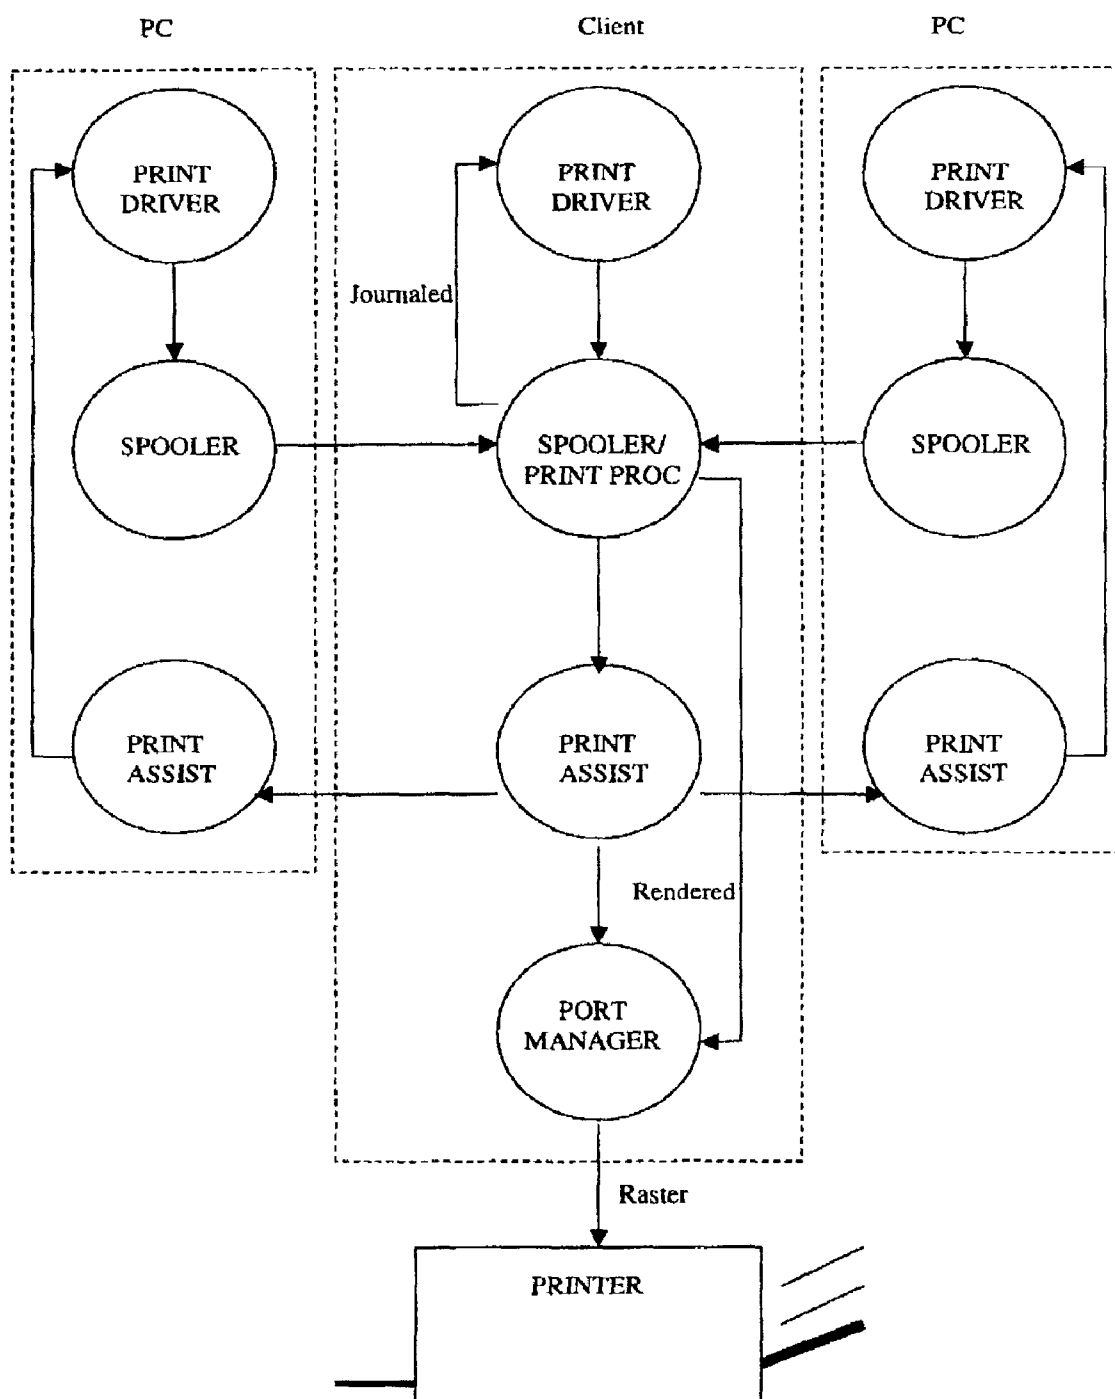 PC
Client
PC
PRINT
DRIVER
PRINT
DRIVER
PRINT
DRIVER
Journaled
SPOOLER
SPOOLER/
PRINT PROC
SPOOLER
PRINT
ASSIST
PRINT
ASSIST
PRINT
ASSIST
Rendered
PORT
MANAGER
Raster
PRINTER